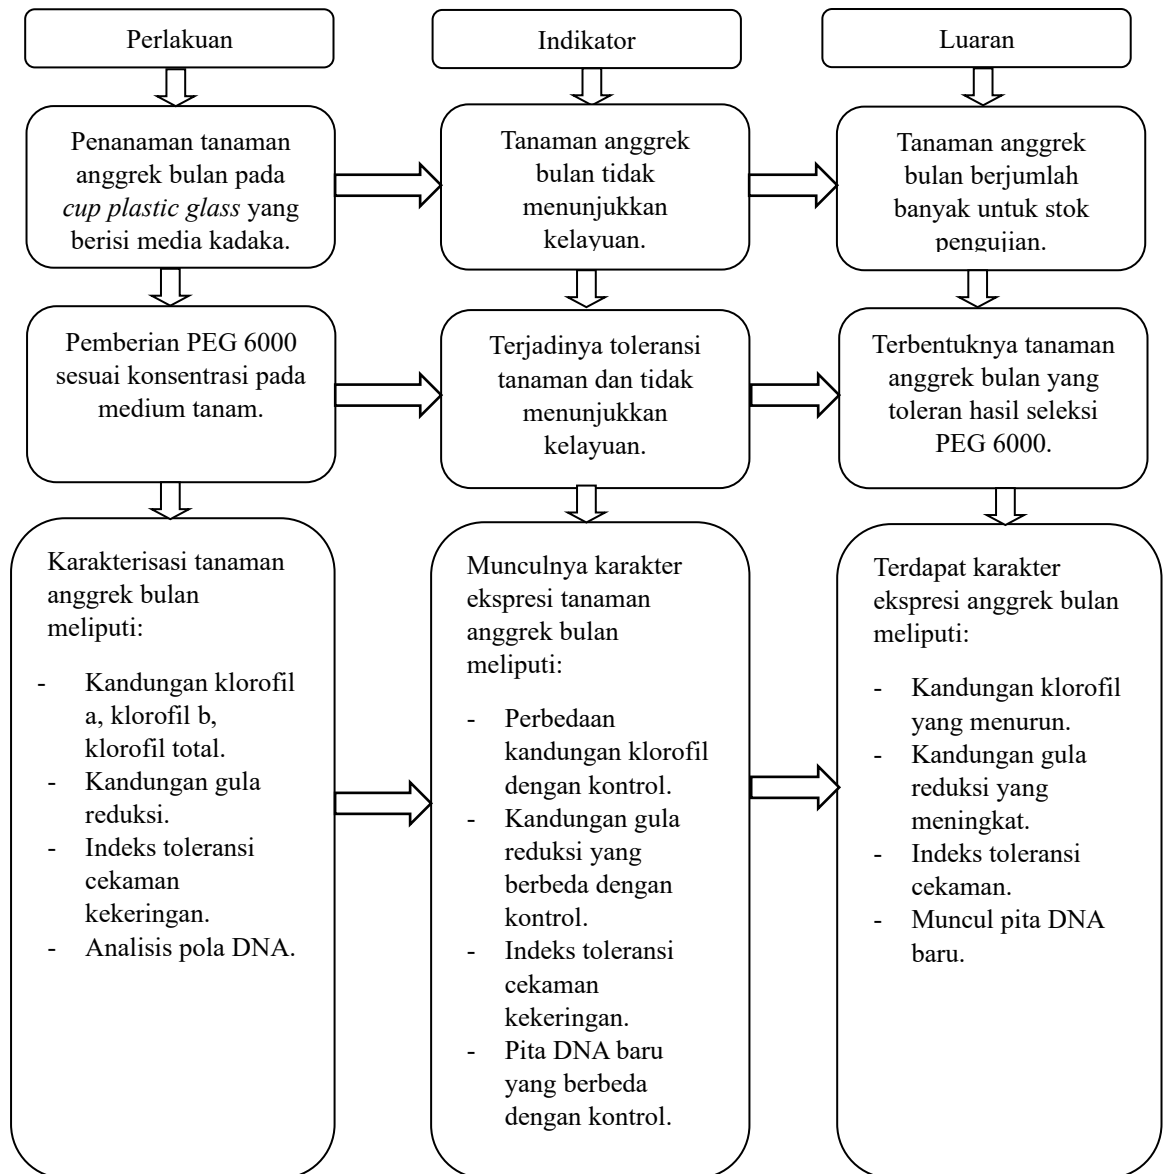 Perlakuan
Indikator
Luaran
Penanaman tanaman
anggrek bulan pada
cup plastic glass yang
berisi media kadaka.
Tanaman anggrek
bulan tidak
menunjukkan
kelayuan.
Tanaman anggrek
bulan berjumlah
banyak untuk stok
pengujian.
Pemberian PEG 6000
sesuai konsentrasi pada
medium tanam.
Terjadinya toleransi
tanaman dan tidak
menunjukkan
kelayuan.
Terbentuknya tanaman
anggrek bulan yang
toleran hasil seleksi
PEG 6000.
Karakterisasi tanaman
anggrek bulan
meliputi:
- Kandungan klorofil
a, klorofil b,
klorofil total.
- Kandungan gula
reduksi.
- Indeks toleransi
cekaman
kekeringan.
- Analisis pola DNA.
Munculnya karakter
ekspresi tanaman
anggrek bulan
meliputi:
- Perbedaan
kandungan klorofil
dengan kontrol.
- Kandungan gula
reduksi yang
berbeda dengan
kontrol.
- Indeks toleransi
cekaman
kekeringan.
- Pita DNA baru
yang berbeda
dengan kontrol.
Terdapat karakter
ekspresi anggrek bulan
meliputi:
- Kandungan klorofil
yang menurun.
- Kandungan gula
reduksi yang
meningkat.
- Indeks toleransi
cekaman.
- Muncul pita DNA
baru.